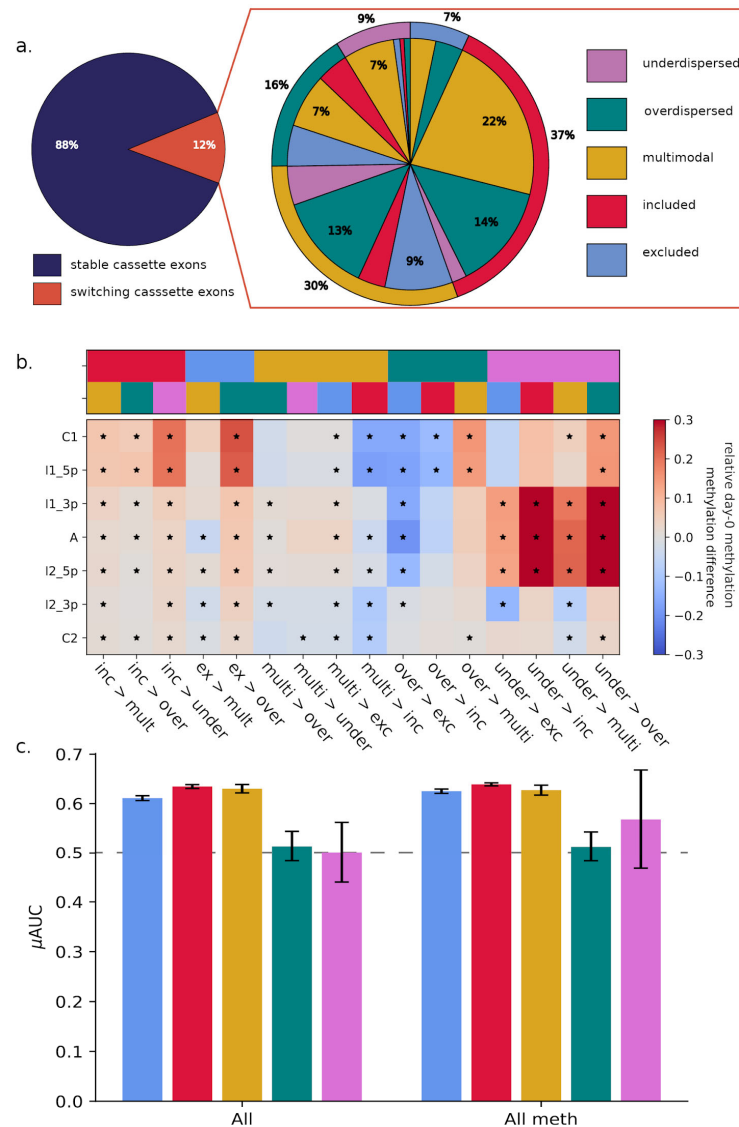 a.
9%
7%
16%
37%
30%
7%
7%
22%
13%
14%
9%
88%
12%
stable cassette exons
switching casssette exons
underdispersed
overdispersed
multimodal
included
excluded
b.
C1
I1_5p
I1_3p
A
I2_5p
I2_3p
C2
inc > mult
inc > over
inc > under
ex > mult
ex > over
multi > over
multi > under
multi > exc
multi > inc
over > exc
over > inc
over > multi
under > exc
under > inc
under > multi
under > over
0.3
0.2
0.1
0.0
−0.1
−0.2
−0.3
relative day-0 methylation
methylation difference
c.
0.7
0.6
0.5
0.4
0.3
0.2
0.1
0.0
μAUC
All
All meth